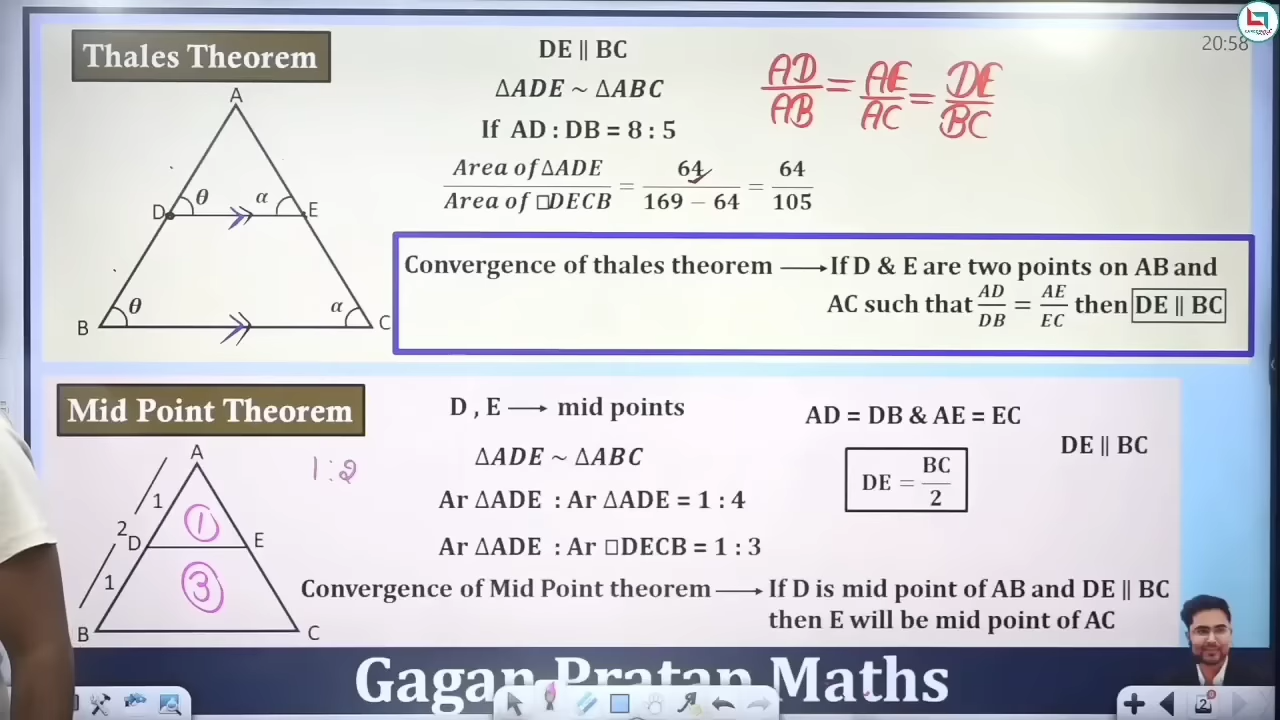 20:58
Thales Theorem
A
D
E
θ
α
B
θ
α
C
DE ∥ BC
ΔADE ~ ΔABC
If AD : DB = 8 : 5
Area of ΔADE / Area of □DECB = 64 / 169 − 64 = 64 / 105
AD/AB = AE/AC = DE/BC
Convergence of thales theorem ⟶ If D & E are two points on AB and
AC such that AD/DB = AE/EC then DE ∥ BC
Mid Point Theorem
A
1
2
D
E
1
B
C
1
3
1:2
D , E ⟶ mid points
ΔADE ~ ΔABC
Ar ΔADE : Ar ΔADE = 1 : 4
Ar ΔADE : Ar □DECB = 1 : 3
AD = DB & AE = EC
DE = BC/2
DE ∥ BC
Convergence of Mid Point theorem ⟶ If D is mid point of AB and DE ∥ BC
then E will be mid point of AC
Gagan Pratap Maths
2